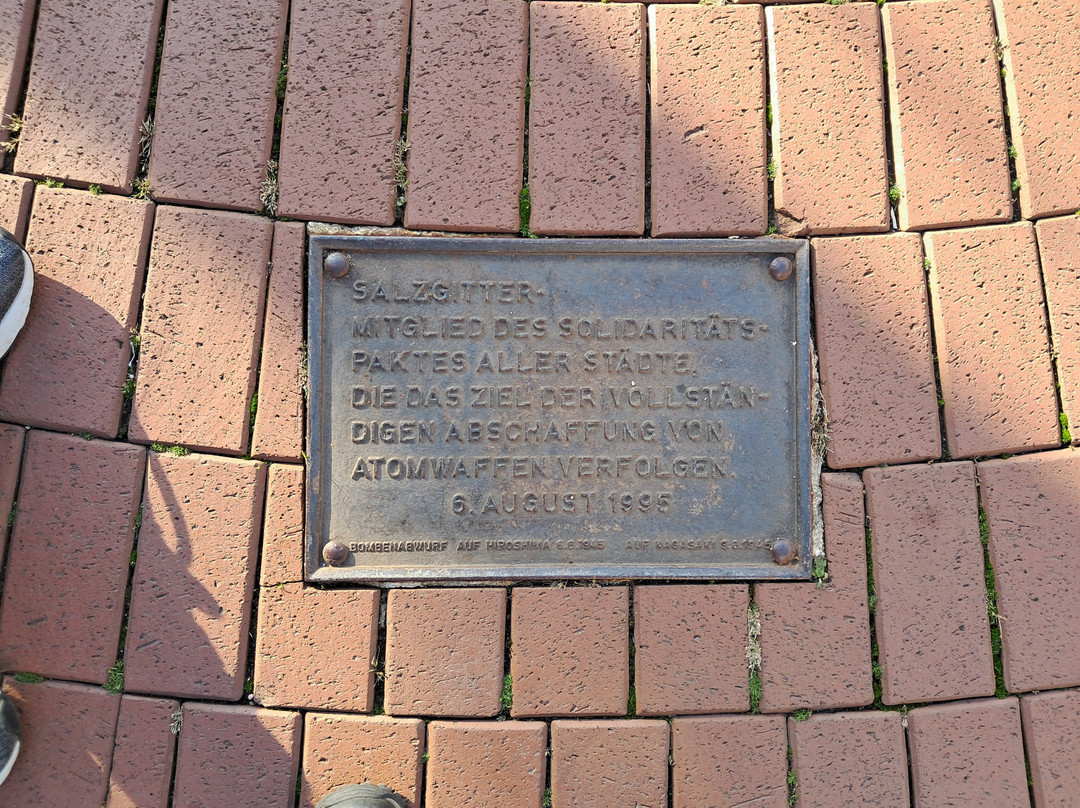 SALZGITTER-
MITGLIED DES SOLIDARITÄTS-
PAKTES ALLER STÄDTE,
DIE DAS ZIEL DER VOLLSTÄN-
DIGEN ABSCHAFFUNG VON
ATOMWAFFEN VERFOLGEN.
6. AUGUST 1995
BOMBENABWURF AUF HIROSHIMA 6.8.1945 AUF NAGASAKI 9.8.1945